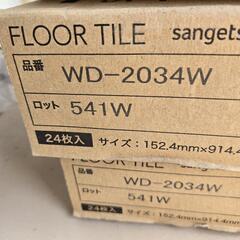 FLOOR TILE sangets
品番 WD-2034W
ロット 541W
24枚入 サイズ：152.4mm×914.4
FLOOR TILE
品番 WD-2034W
ロット 541W
24枚入 サイズ：152.4mm×914.4m